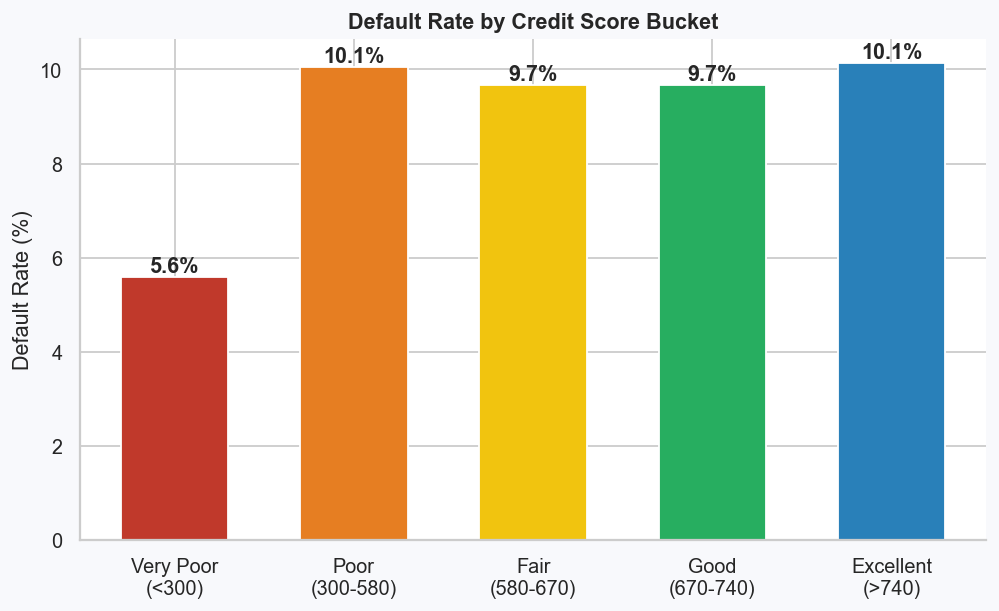 Default Rate by Credit Score Bucket
Default Rate (%)
10
8
6
4
2
0
5.6%
10.1%
9.7%
9.7%
10.1%
Very Poor
(<300)
Poor
(300-580)
Fair
(580-670)
Good
(670-740)
Excellent
(>740)